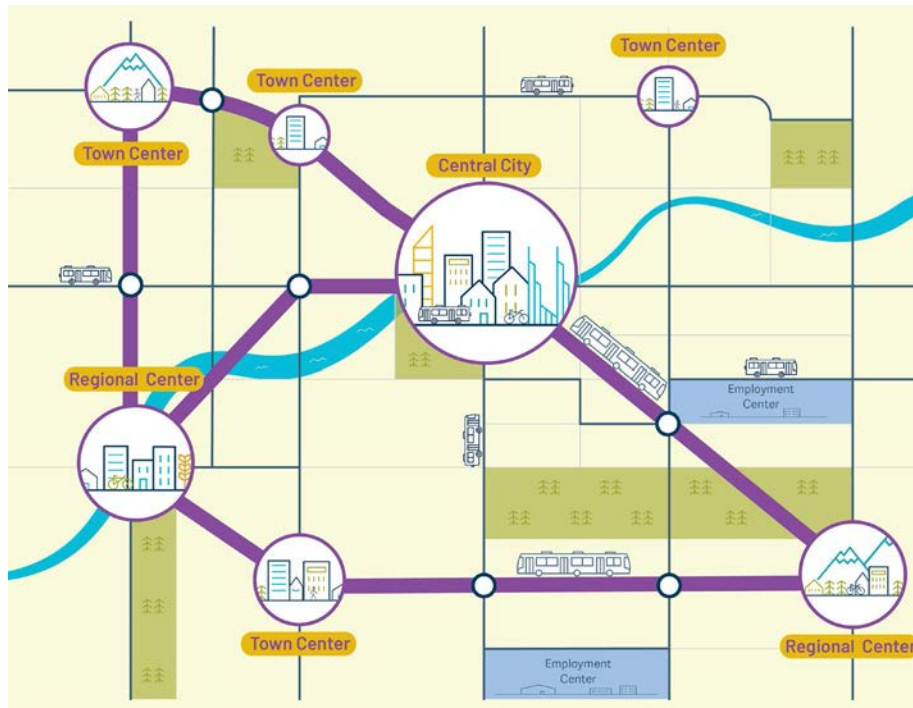 Town Center
Town Center
Town Center
Central City
Regional Center
Employment
Center
Town Center
Regional Center
Employment
Center